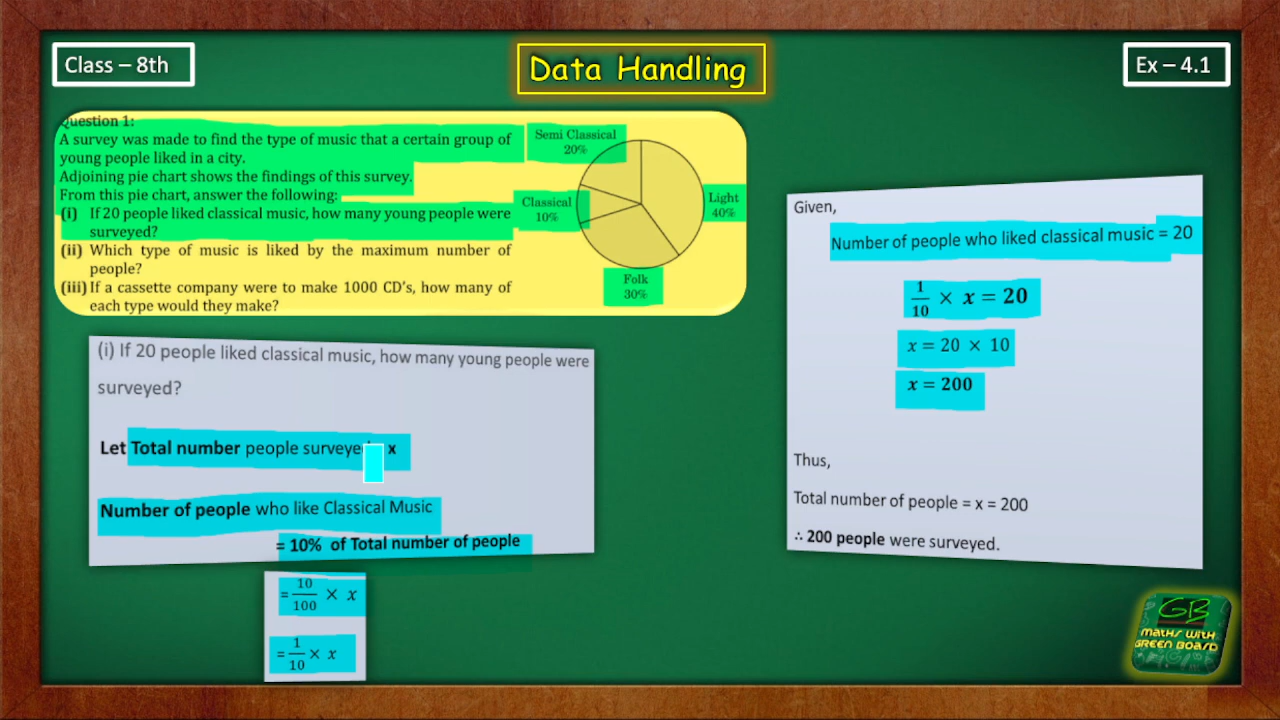 Class – 8th
Data Handling
Ex – 4.1
Question 1:
A survey was made to find the type of music that a certain group of
young people liked in a city.
Adjoining pie chart shows the findings of this survey.
From this pie chart, answer the following:
(i) If 20 people liked classical music, how many young people were
surveyed?
(ii) Which type of music is liked by the maximum number of
people?
(iii) If a cassette company were to make 1000 CD's, how many of
each type would they make?
Semi Classical
20%
Classical
10%
Light
40%
Folk
30%
(i) If 20 people liked classical music, how many young people were
surveyed?
Let Total number people surveye x
Number of people who like Classical Music
= 10% of Total number of people
= 10/100 × x
= 1/10 × x
Given,
Number of people who liked classical music = 20
1/10 × x = 20
x = 20 × 10
x = 200
Thus,
Total number of people = x = 200
∴ 200 people were surveyed.
GB
MATHS WITH
GREEN BOARD